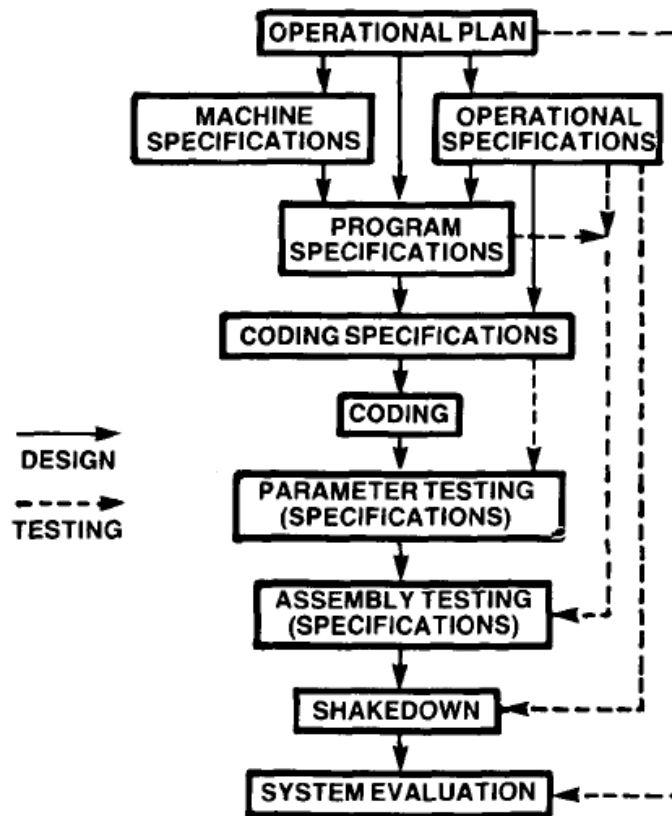 OPERATIONAL PLAN
MACHINE
SPECIFICATIONS
OPERATIONAL
SPECIFICATIONS
PROGRAM
SPECIFICATIONS
CODING SPECIFICATIONS
CODING
DESIGN
TESTING
PARAMETER TESTING
(SPECIFICATIONS)
ASSEMBLY TESTING
(SPECIFICATIONS)
SHAKEDOWN
SYSTEM EVALUATION